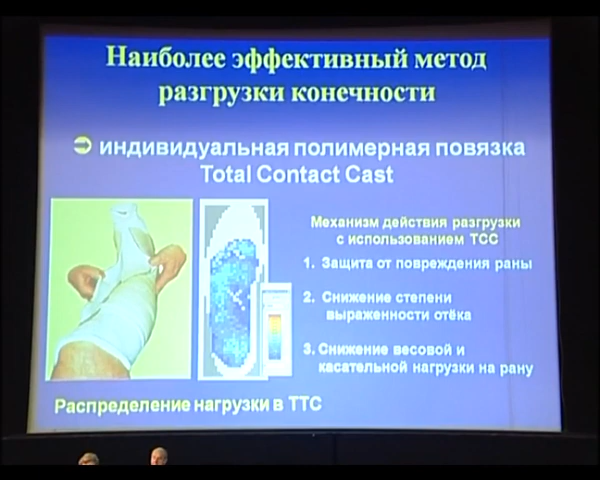 Наиболее эффективный метод
разгрузки конечности
индивидуальная полимерная повязка
Total Contact Cast
Механизм действия разгрузки
с использованием ТСС
1. Защита от повреждения раны
2. Снижение степени
выраженности отёка
3. Снижение весовой и
касательной нагрузки на рану
Распределение нагрузки в ТТС